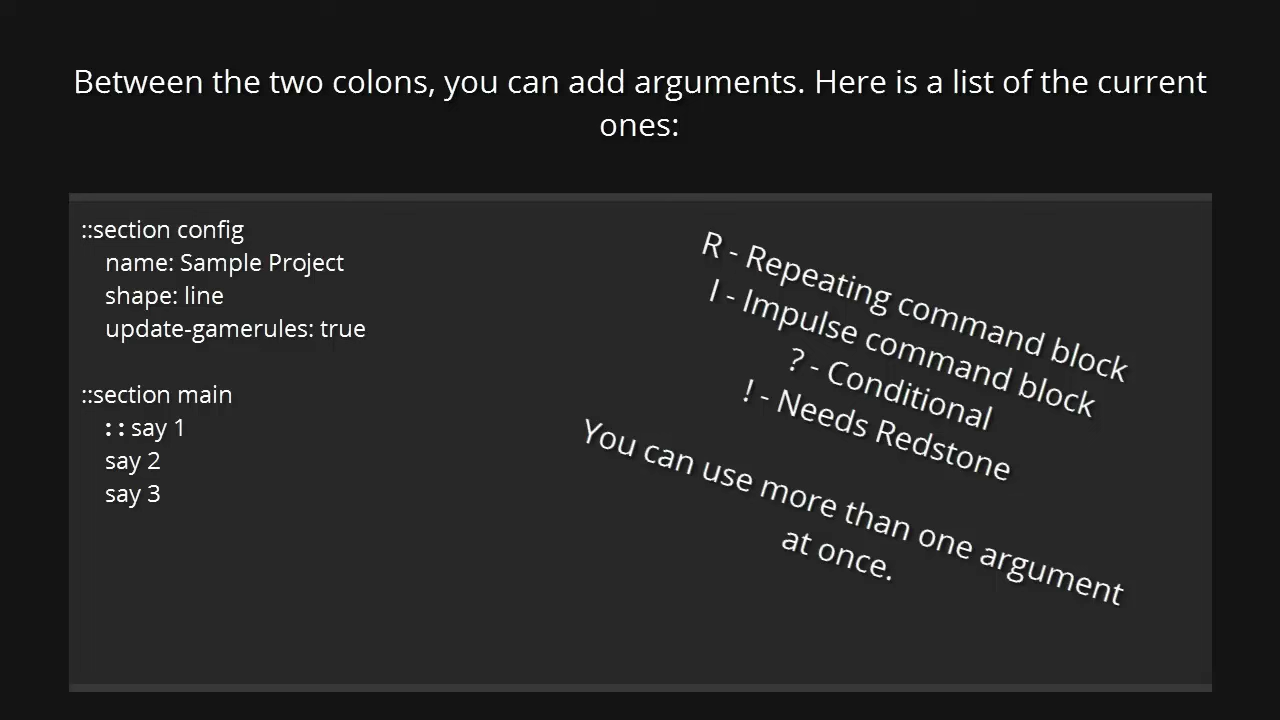 Between the two colons, you can add arguments. Here is a list of the current
ones:
::section config
name: Sample Project
shape: line
update-gamerules: true
::section main
: : say 1
say 2
say 3
R - Repeating command block
I - Impulse command block
? - Conditional
! - Needs Redstone
You can use more than one argument
at once.